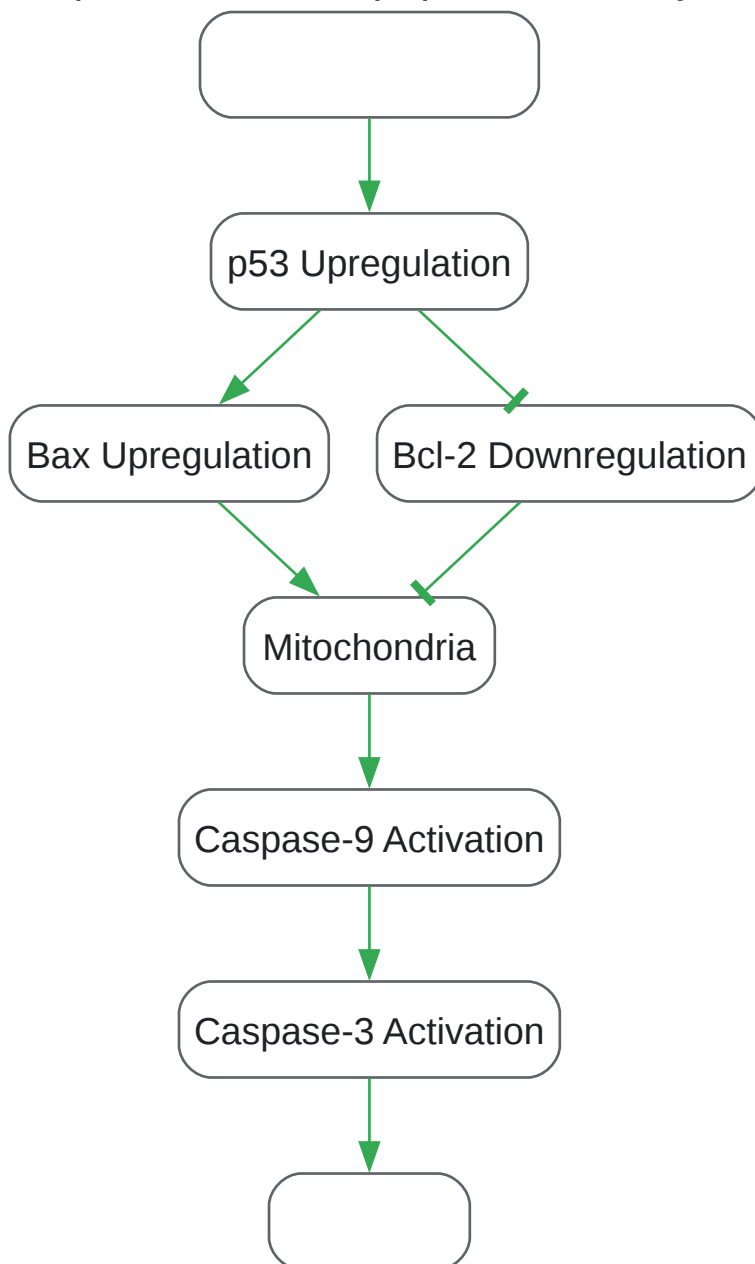 p53 Upregulation
Bax Upregulation
Bcl-2 Downregulation
Mitochondria
Caspase-9 Activation
Caspase-3 Activation